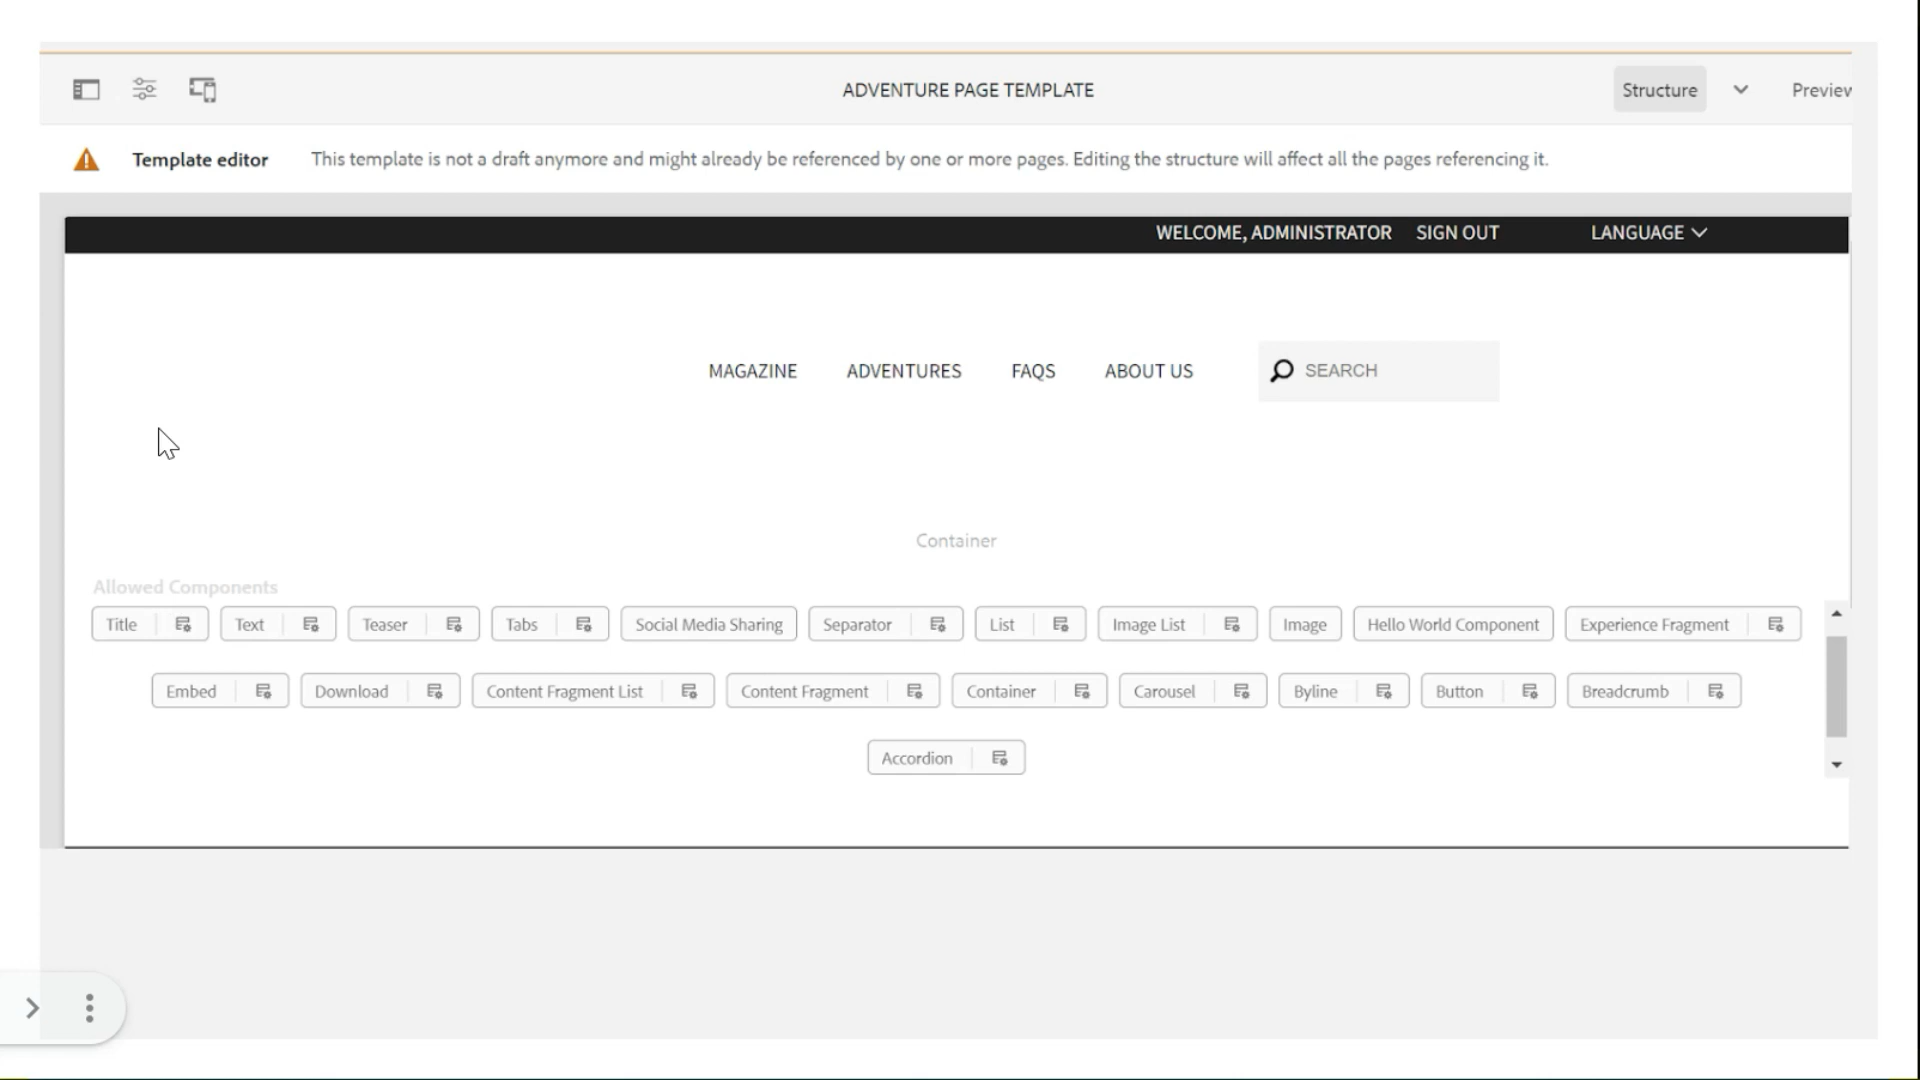 ADVENTURE PAGE TEMPLATE Structure Preview
Template editor This template is not a draft anymore and might already be referenced by one or more pages. Editing the structure will affect all the pages referencing it.
WELCOME, ADMINISTRATOR SIGN OUT LANGUAGE
MAGAZINE ADVENTURES FAQS ABOUT US SEARCH
Container
Allowed Components
Title Text Teaser Tabs Social Media Sharing Separator List Image List Image Hello World Component Experience Fragment
Embed Download Content Fragment List Content Fragment Container Carousel Byline Button Breadcrumb
Accordion